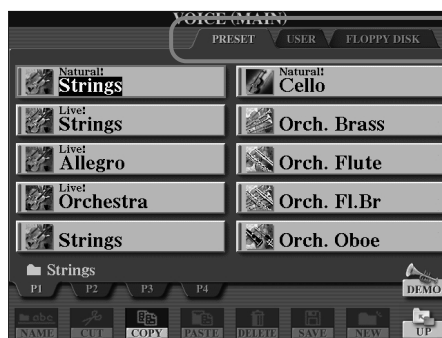 VOICE (MAIN)
PRESET USER FLOPPY DISK
Natural!
Strings
Natural!
Cello
Live!
Strings
Orch. Brass
Live!
Allegro
Orch. Flute
Live!
Orchestra
Orch. Fl.Br
Strings
Orch. Oboe
Strings
P1 P2 P3 P4
DEMO
abc
NAME CUT COPY PASTE DELETE SAVE NEW UP